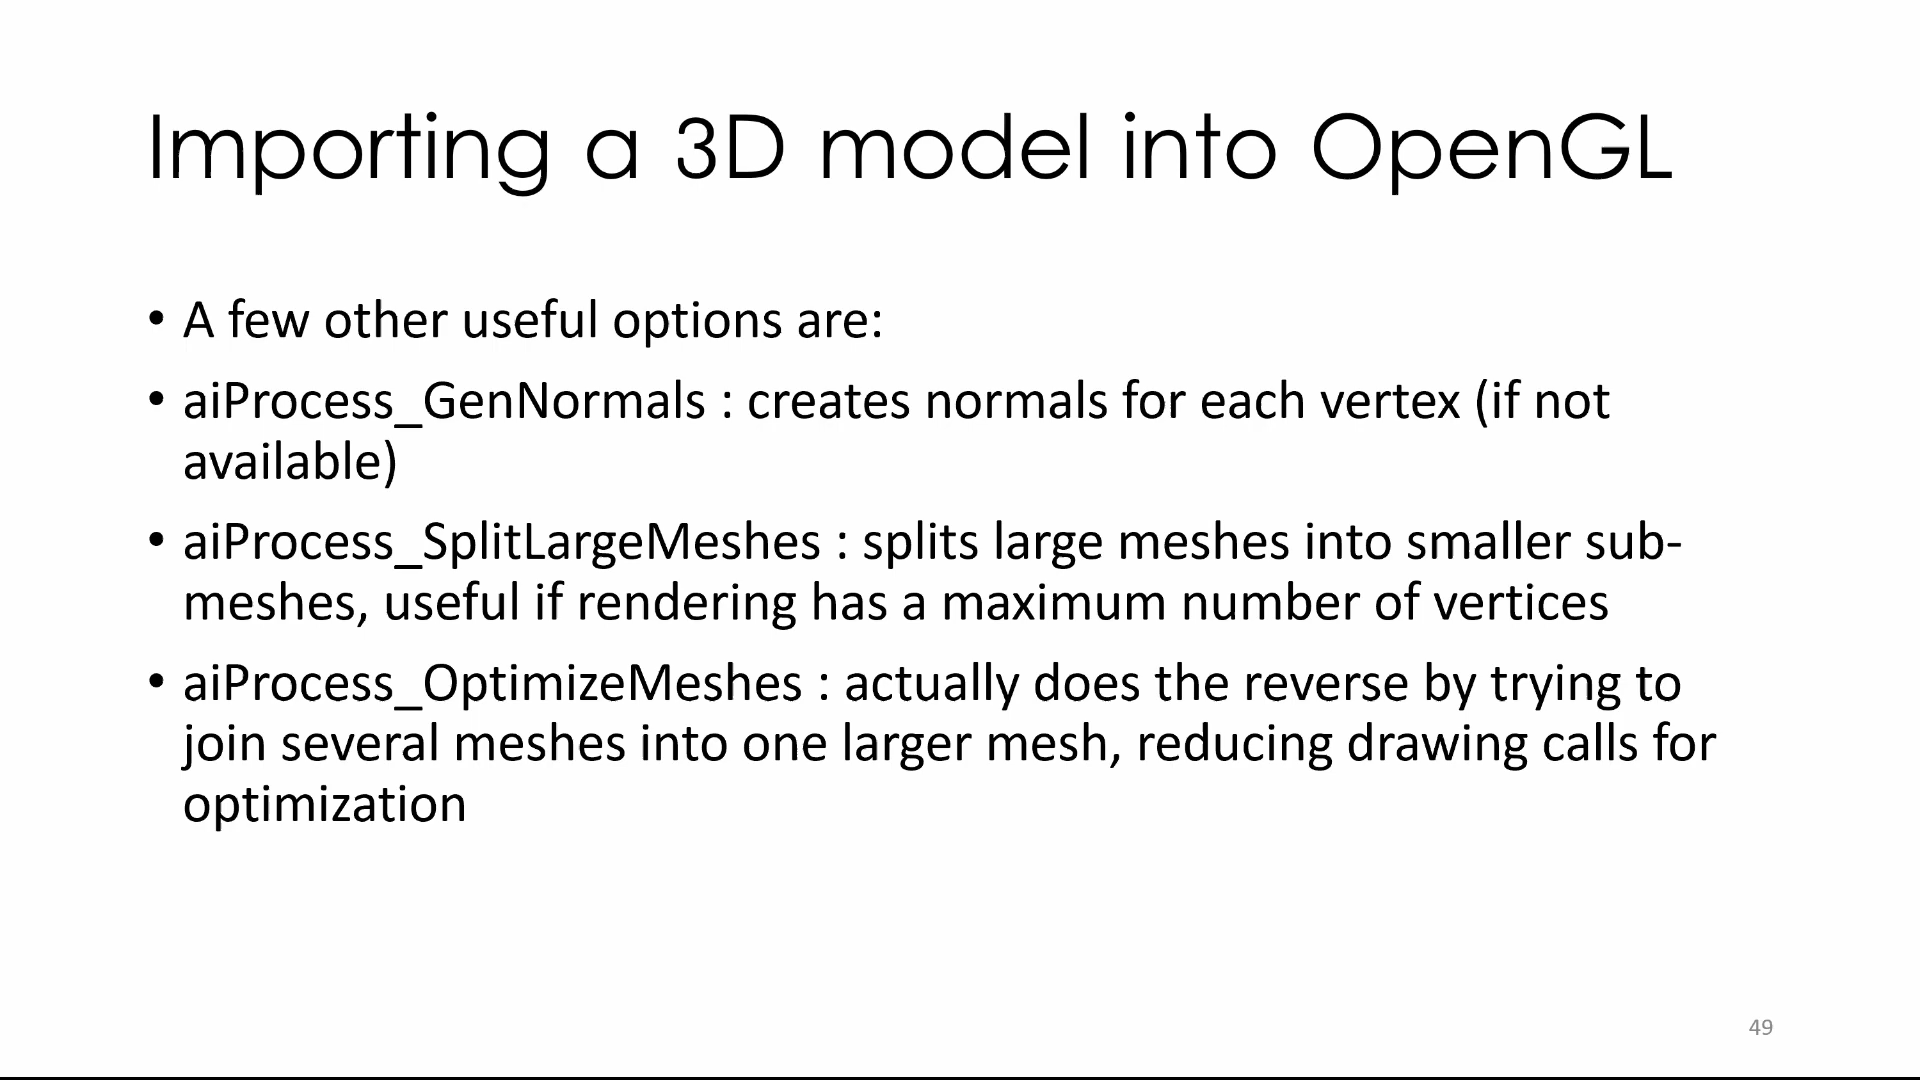 Importing a 3D model into OpenGL
• A few other useful options are:
• aiProcess_GenNormals : creates normals for each vertex (if not
available)
• aiProcess_SplitLargeMeshes : splits large meshes into smaller sub-
meshes, useful if rendering has a maximum number of vertices
• aiProcess_OptimizeMeshes : actually does the reverse by trying to
join several meshes into one larger mesh, reducing drawing calls for
optimization
49